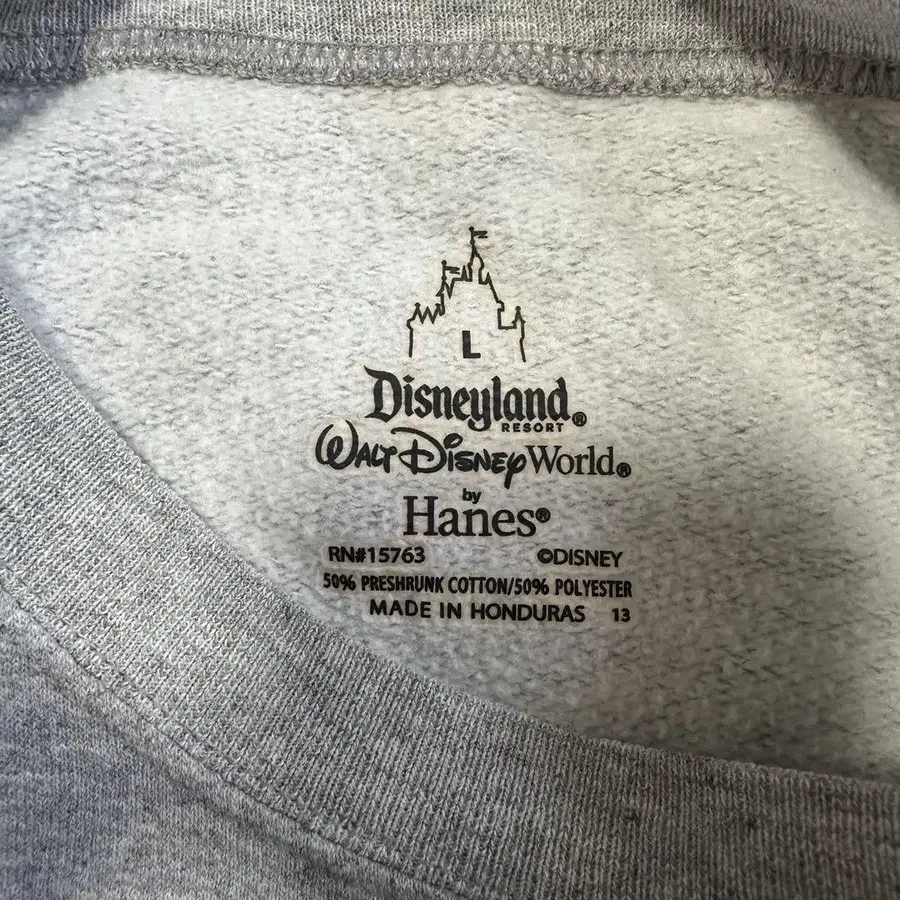 L
Disneyland®
RESORT
Walt Disney World®
by
Hanes®
RN#15763 ©DISNEY
50% PRESHRUNK COTTON/50% POLYESTER
MADE IN HONDURAS 13